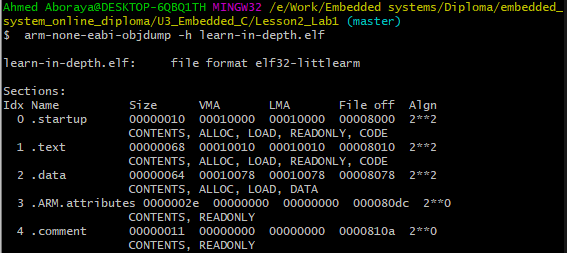 Ahmed Aboraya@DESKTOP-6QBQ1TH MINGW32 /e/Work/Embedded systems/Diploma/embedded_
system_online_diploma/U3_Embedded_C/Lesson2_Lab1 (master)
$ arm-none-eabi-objdump -h learn-in-depth.elf
learn-in-depth.elf:     file format elf32-littlearm
Sections:
Idx Name          Size      VMA       LMA       File off  Algn
  0 .startup      00000010  00010000  00010000  00008000  2**2
                  CONTENTS, ALLOC, LOAD, READONLY, CODE
  1 .text         00000068  00010010  00010010  00008010  2**2
                  CONTENTS, ALLOC, LOAD, READONLY, CODE
  2 .data         00000064  00010078  00010078  00008078  2**2
                  CONTENTS, ALLOC, LOAD, DATA
  3 .ARM.attributes 0000002e  00000000  00000000  000080dc  2**0
                  CONTENTS, READONLY
  4 .comment      00000011  00000000  00000000  0000810a  2**0
                  CONTENTS, READONLY